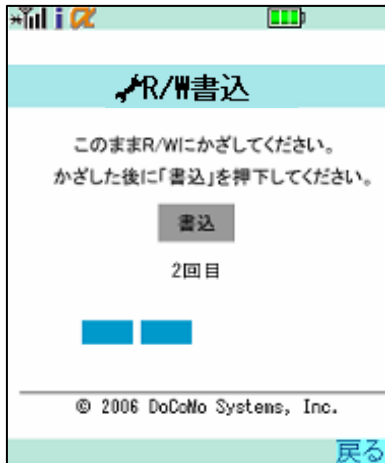 R/W書込
このままR/Wにかざしてください。
かざした後に「書込」を押下してください。
書込
2回目
© 2006 DoCoMo Systems, Inc.
戻る